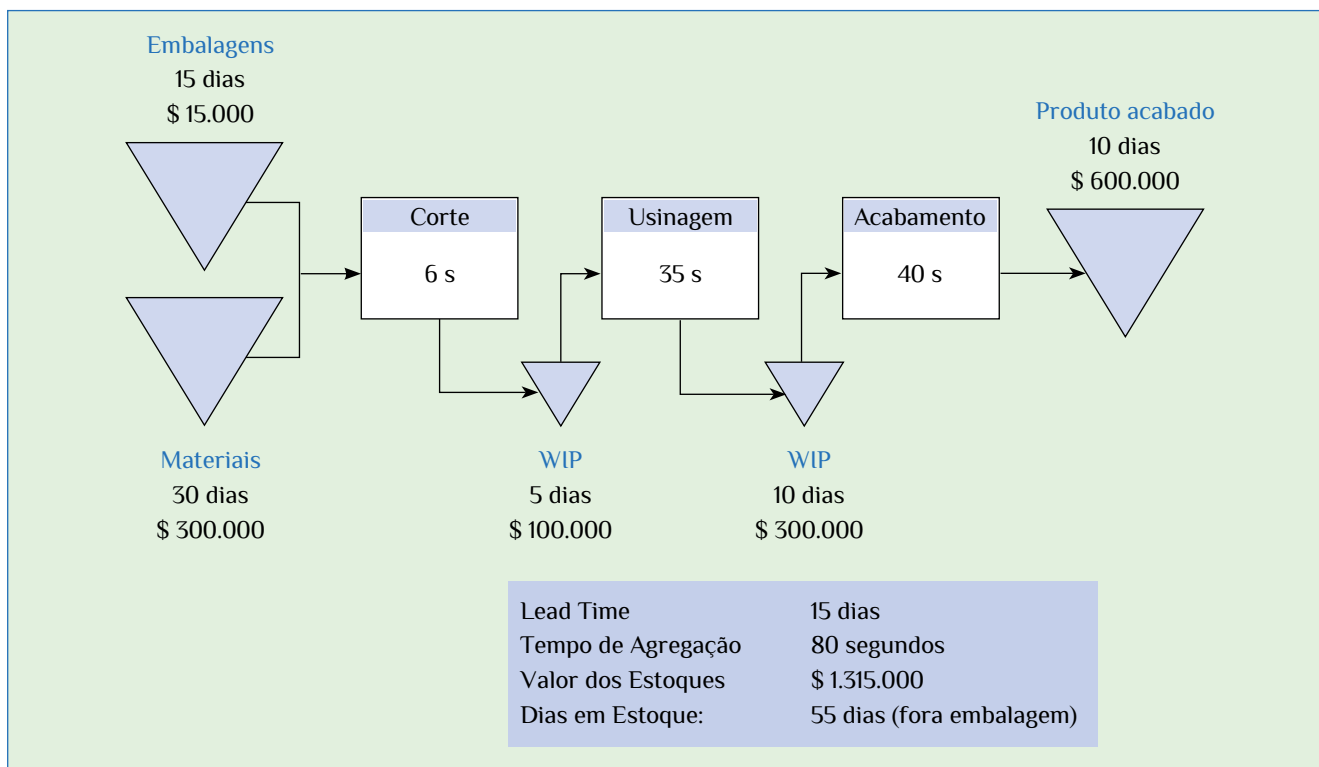 Embalagens
15 dias
$ 15.000
Produto acabado
10 dias
$ 600.000
Corte
6 s
Usinagem
35 s
Acabamento
40 s
Materiais
30 dias
$ 300.000
WIP
5 dias
$ 100.000
WIP
10 dias
$ 300.000
Lead Time 15 dias
Tempo de Agregação 80 segundos
Valor dos Estoques $ 1.315.000
Dias em Estoque: 55 dias (fora embalagem)